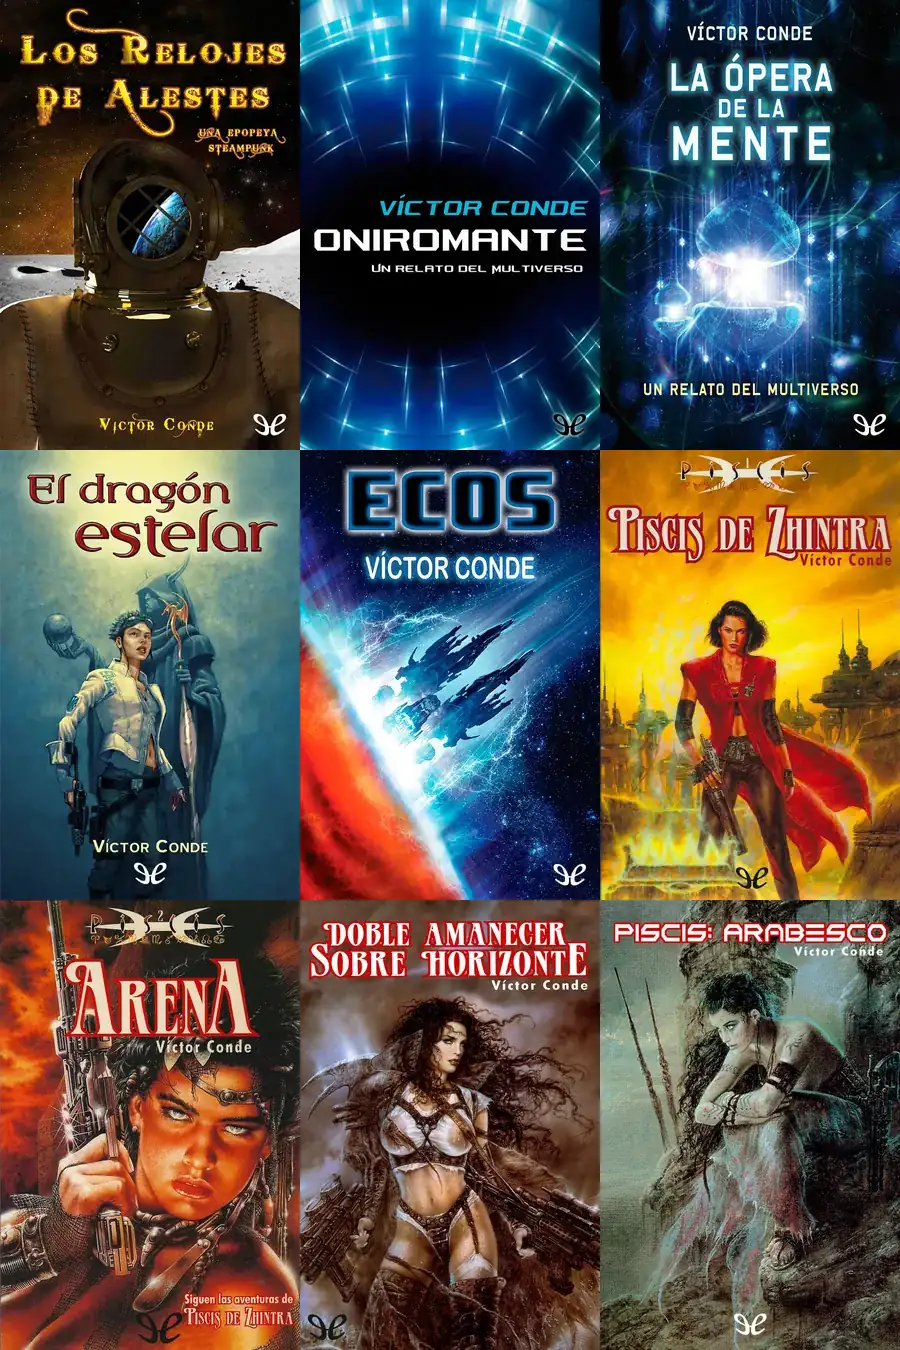 Los Relojes
de Alestes
una epopeya
steampunk
Víctor Conde
VÍCTOR CONDE
ONIROMANTE
UN RELATO DEL MULTIVERSO
VÍCTOR CONDE
LA ÓPERA
DE LA
MENTE
UN RELATO DEL MULTIVERSO
El dragón
estelar
Víctor Conde
ECOS
VÍCTOR CONDE
PISCIS
PISCIS DE ZHINTRA
Víctor Conde
PISCIS
ARENA
Víctor Conde
Siguen las aventuras de
PISCIS DE ZHINTRA
DOBLE AMANECER
SOBRE HORIZONTE
Víctor Conde
PISCIS: ARABESCO
Víctor Conde